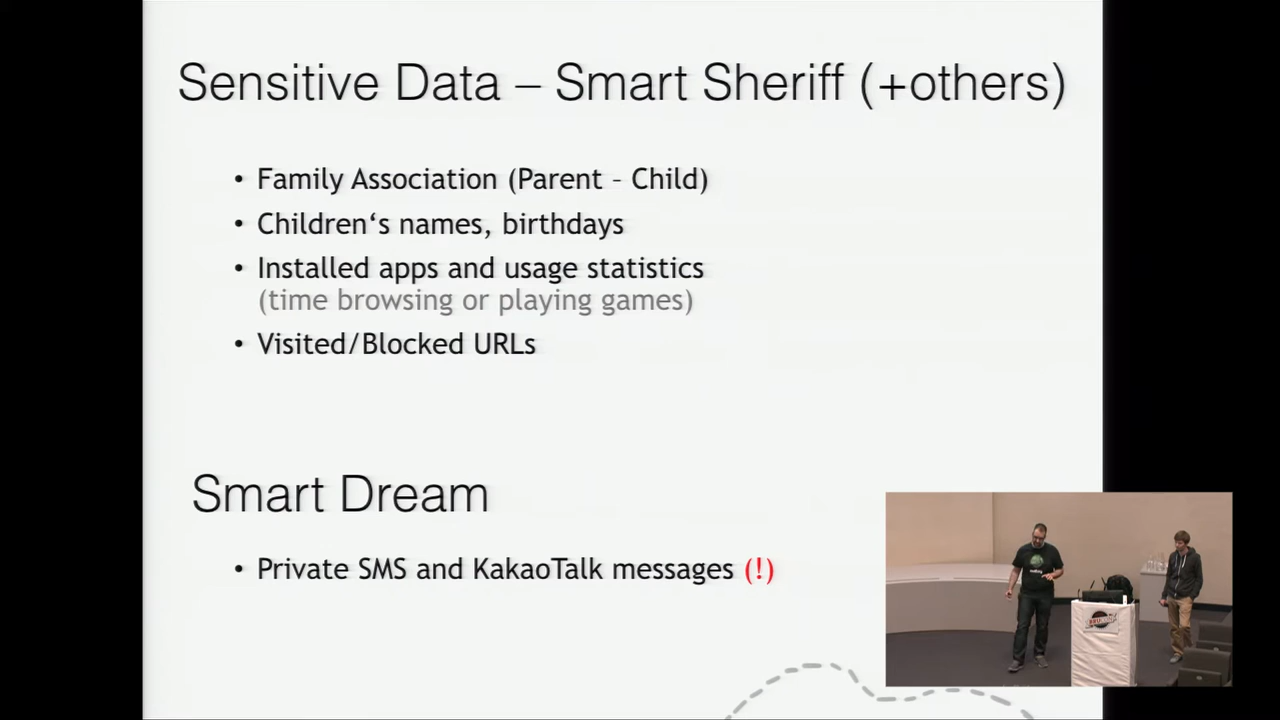 Sensitive Data – Smart Sheriff (+others)
• Family Association (Parent – Child)
• Children‘s names, birthdays
• Installed apps and usage statistics
(time browsing or playing games)
• Visited/Blocked URLs
Smart Dream
• Private SMS and KakaoTalk messages (!)